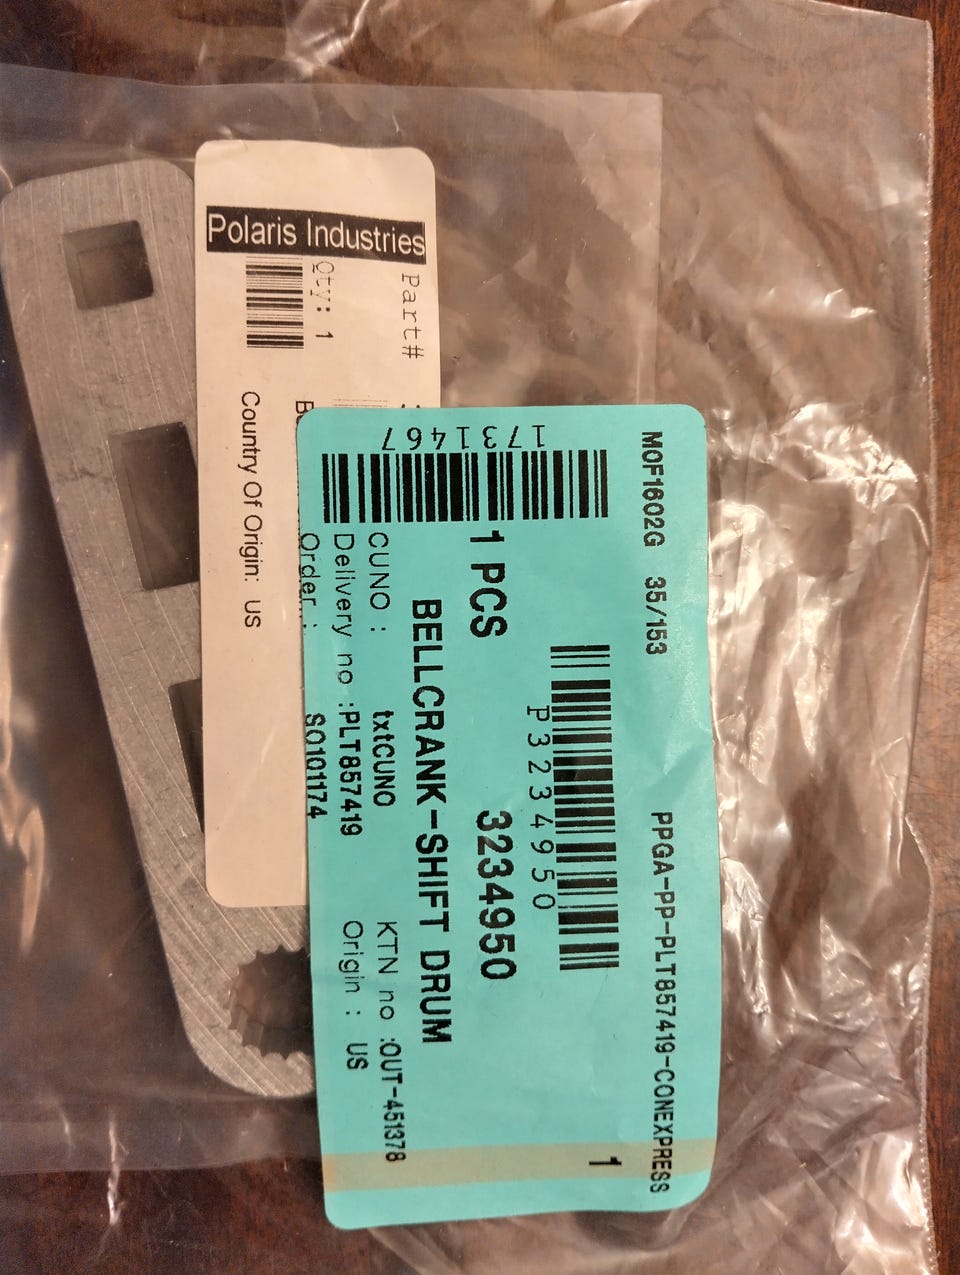 Polaris Industries
Part#
Qty: 1
Country Of Origin: US
MOF1602G 35/153 PPGA-PP-PLT857419-CONEXPRESS
1731467
P3234950
1
1 PCS 3234950
BELLCRANK-SHIFT DRUM
CUNO : txtCUNO KTN no :OUT-451378
Delivery no :PLT857419 Origin : US
Order : SO101174